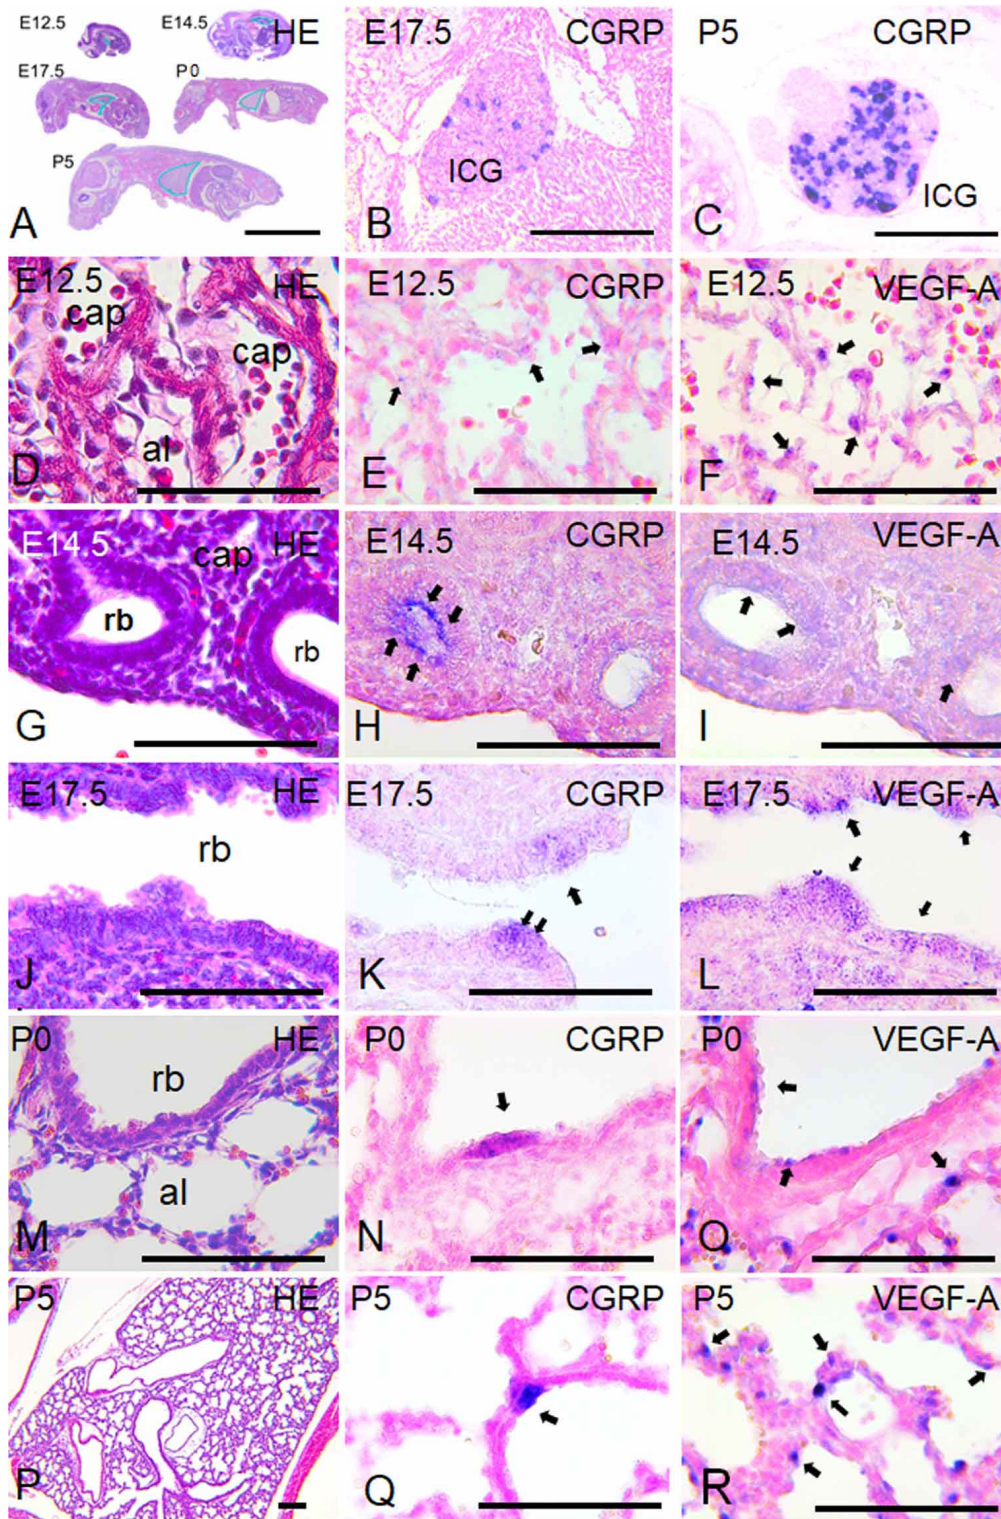 E12.5 E14.5 HE
E17.5 P0
P5
A
E17.5 CGRP
ICG
B
P5 CGRP
ICG
C
E12.5 HE
cap
cap
al
D
E12.5 CGRP
E
E12.5 VEGF-A
F
E14.5 HE
cap
rb
rb
G
E14.5 CGRP
H
E14.5 VEGF-A
I
E17.5 HE
rb
J
E17.5 CGRP
K
E17.5 VEGF-A
L
P0 HE
rb
al
M
P0 CGRP
N
P0 VEGF-A
O
P5 HE
P
P5 CGRP
Q
P5 VEGF-A
R